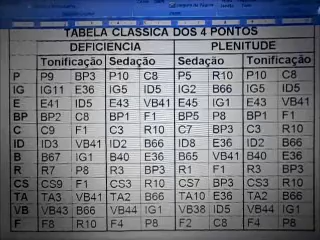 TABELA CLASSICA DOS 4 PONTOS
DEFICIENCIA PLENITUDE
Tonificação Sedação Sedação Tonificação
P P9 BP3 P10 C8 P5 R10 P10 C8
IG IG11 E36 IG5 ID5 IG2 B66 IG5 ID5
E E41 ID5 E43 VB41 E45 IG1 E43 VB41
BP BP2 C8 BP1 F1 BP5 P8 BP1 F1
C C9 F1 C3 R10 C7 BP3 C3 R10
ID ID3 VB41 ID2 B66 ID8 E36 ID2 B66
B B67 IG1 B40 E36 B65 VB41 B40 E36
R R7 P8 R3 BP3 R1 F1 R3 BP3
CS CS9 F1 CS3 R10 CS7 BP3 CS3 R10
TA TA3 VB41 TA2 B66 TA10 E36 TA2 B66
VB VB43 B66 VB44 IG1 VB38 ID5 VB44 IG1
F F8 R10 F4 P8 F2 C8 F4 P8